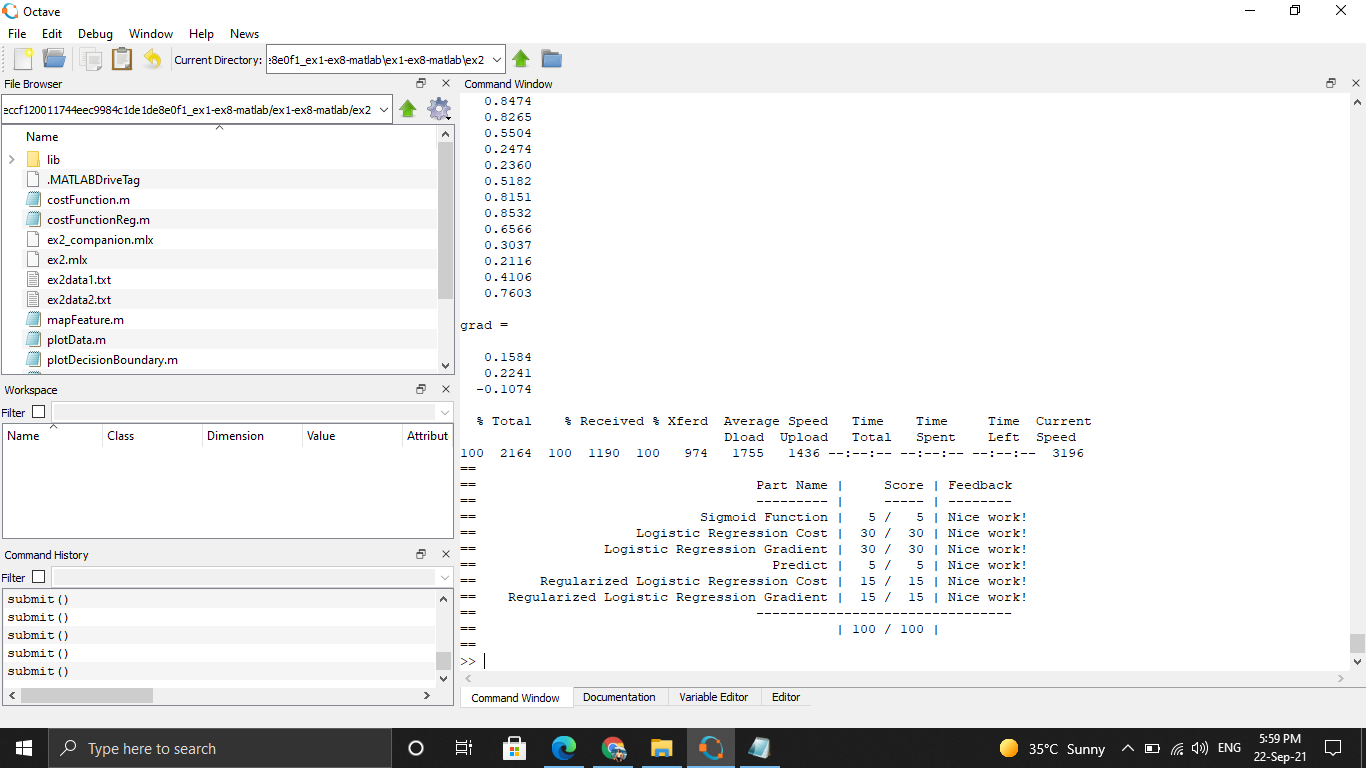 Octave
File Edit Debug Window Help News
Current Directory: :8e0f1_ex1-ex8-matlab\ex1-ex8-matlab\ex2
File Browser
eccf120011744eec9984c1de1de8e0f1_ex1-ex8-matlab/ex1-ex8-matlab/ex2
Name
lib
.MATLABDriveTag
costFunction.m
costFunctionReg.m
ex2_companion.mlx
ex2.mlx
ex2data1.txt
ex2data2.txt
mapFeature.m
plotData.m
plotDecisionBoundary.m
Workspace
Filter
Name Class Dimension Value Attribut
Command History
Filter
submit()
submit()
submit()
submit()
submit()
Command Window
0.8474
0.8265
0.5504
0.2474
0.2360
0.5182
0.8151
0.8532
0.6566
0.3037
0.2116
0.4106
0.7603
grad =
0.1584
0.2241
-0.1074
% Total % Received % Xferd Average Speed Time Time Time Current
Dload Upload Total Spent Left Speed
100 2164 100 1190 100 974 1755 1436 --:--:-- --:--:-- --:--:-- 3196
==
== Part Name | Score | Feedback
== --------- | ----- | --------
== Sigmoid Function | 5 / 5 | Nice work!
== Logistic Regression Cost | 30 / 30 | Nice work!
== Logistic Regression Gradient | 30 / 30 | Nice work!
== Predict | 5 / 5 | Nice work!
== Regularized Logistic Regression Cost | 15 / 15 | Nice work!
== Regularized Logistic Regression Gradient | 15 / 15 | Nice work!
== --------------------------------
== | 100 / 100 |
==
>>
Command Window Documentation Variable Editor Editor
Type here to search
35°C Sunny
ENG
5:59 PM
22-Sep-21